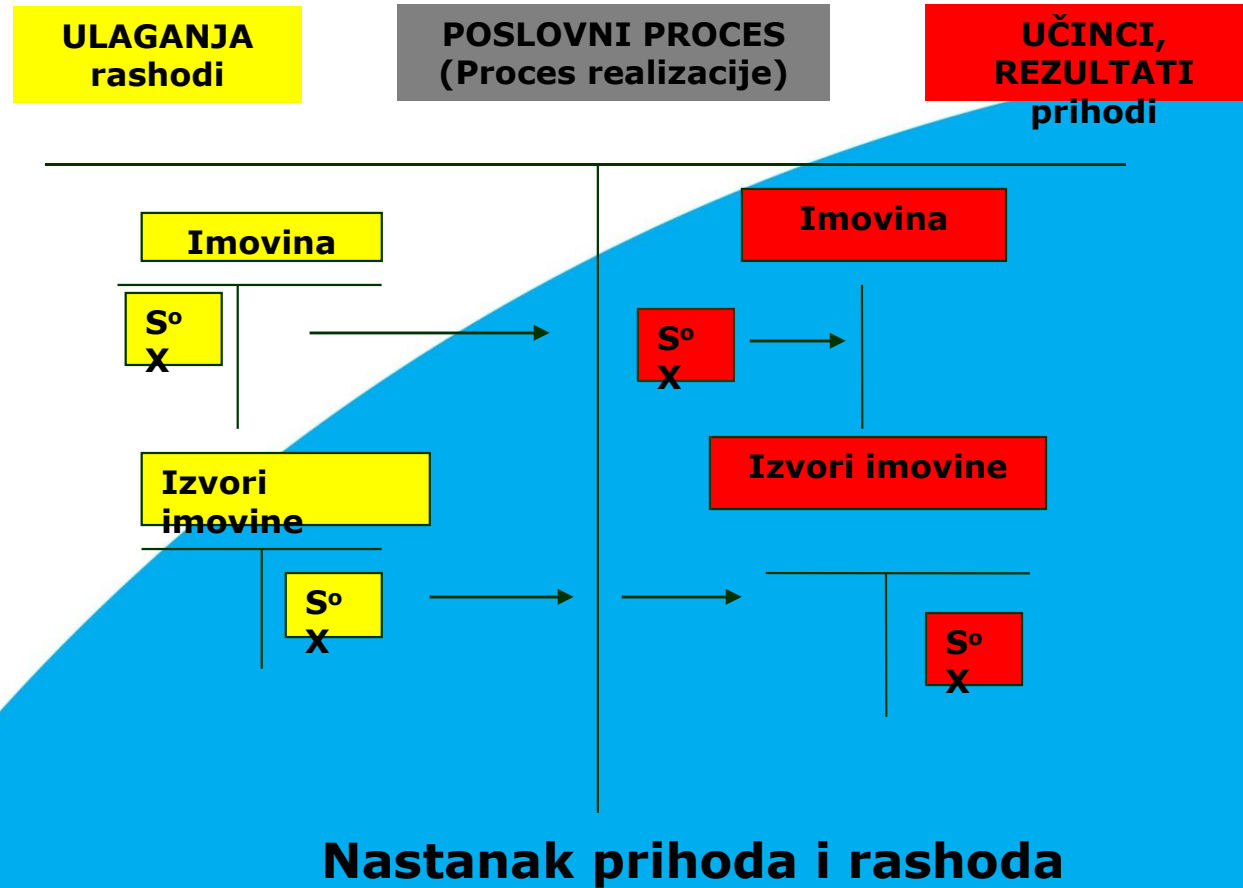 ULAGANJA
rashodi
POSLOVNI PROCES
(Proces realizacije)
UČINCI,
REZULTATI
prihodi
Imovina
Sº
X
Izvori
imovine
Sº
X
Imovina
Sº
X
Izvori imovine
Sº
X
Nastanak prihoda i rashoda